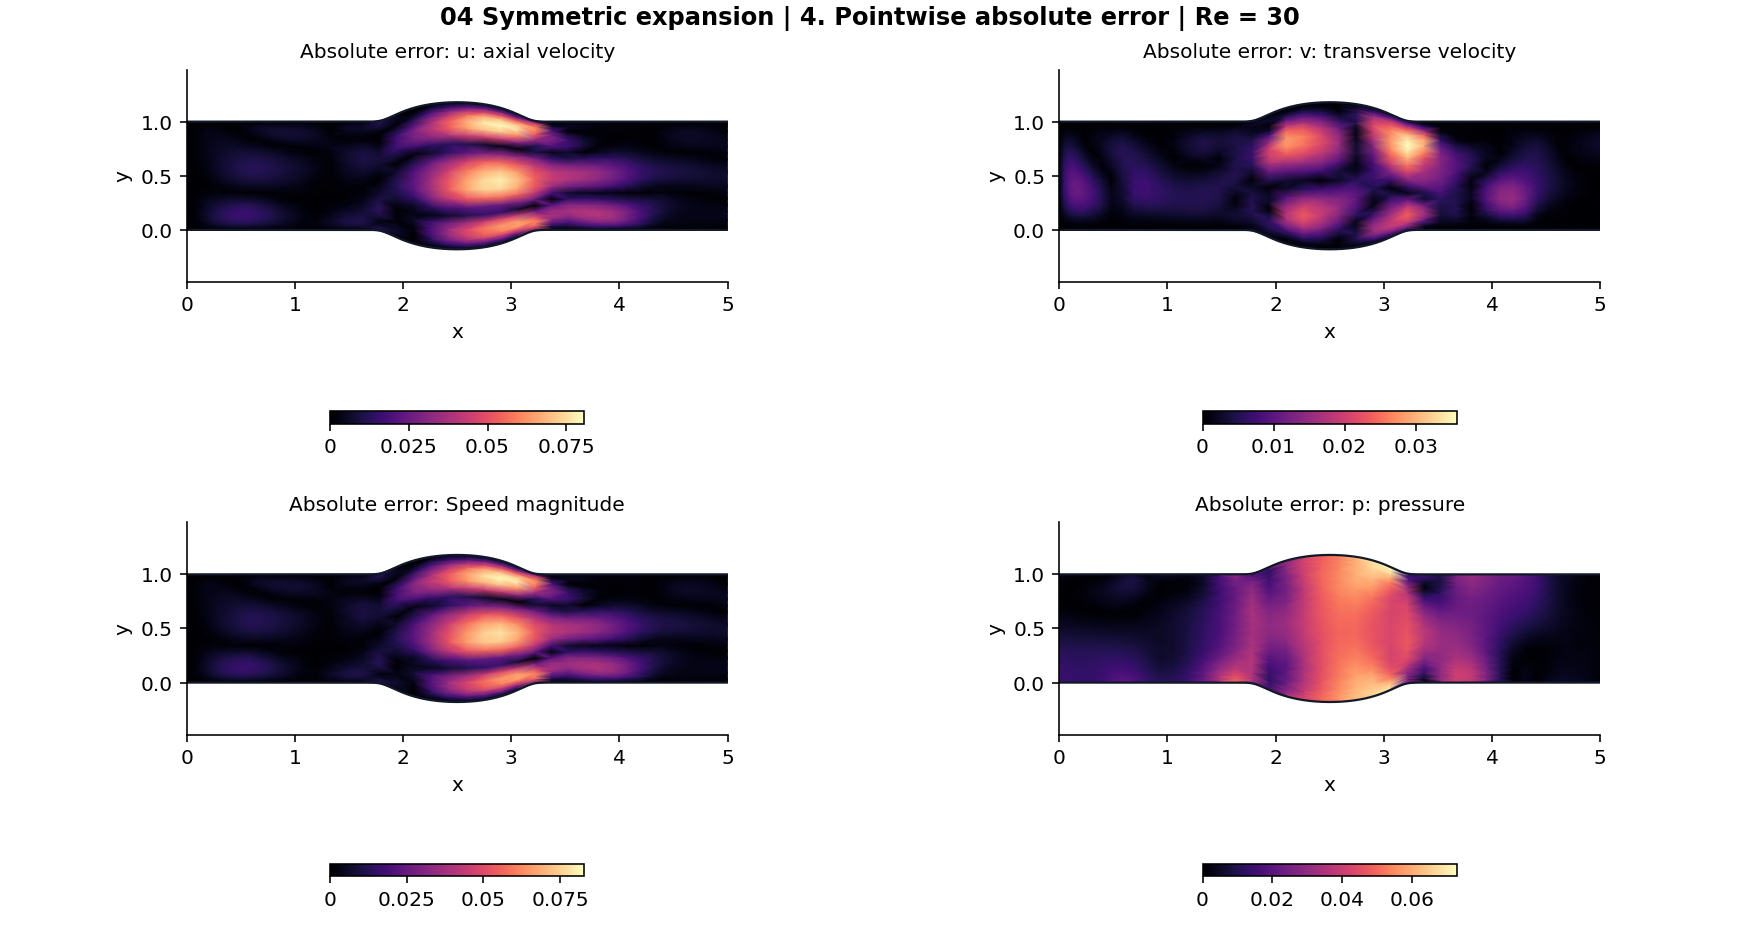 04 Symmetric expansion | 4. Pointwise absolute error | Re = 30
Absolute error: u: axial velocity
y
1.0
0.5
0.0
0 1 2 3 4 5
x
0 0.025 0.05 0.075
Absolute error: v: transverse velocity
y
1.0
0.5
0.0
0 1 2 3 4 5
x
0 0.01 0.02 0.03
Absolute error: Speed magnitude
y
1.0
0.5
0.0
0 1 2 3 4 5
x
0 0.025 0.05 0.075
Absolute error: p: pressure
y
1.0
0.5
0.0
0 1 2 3 4 5
x
0 0.02 0.04 0.06